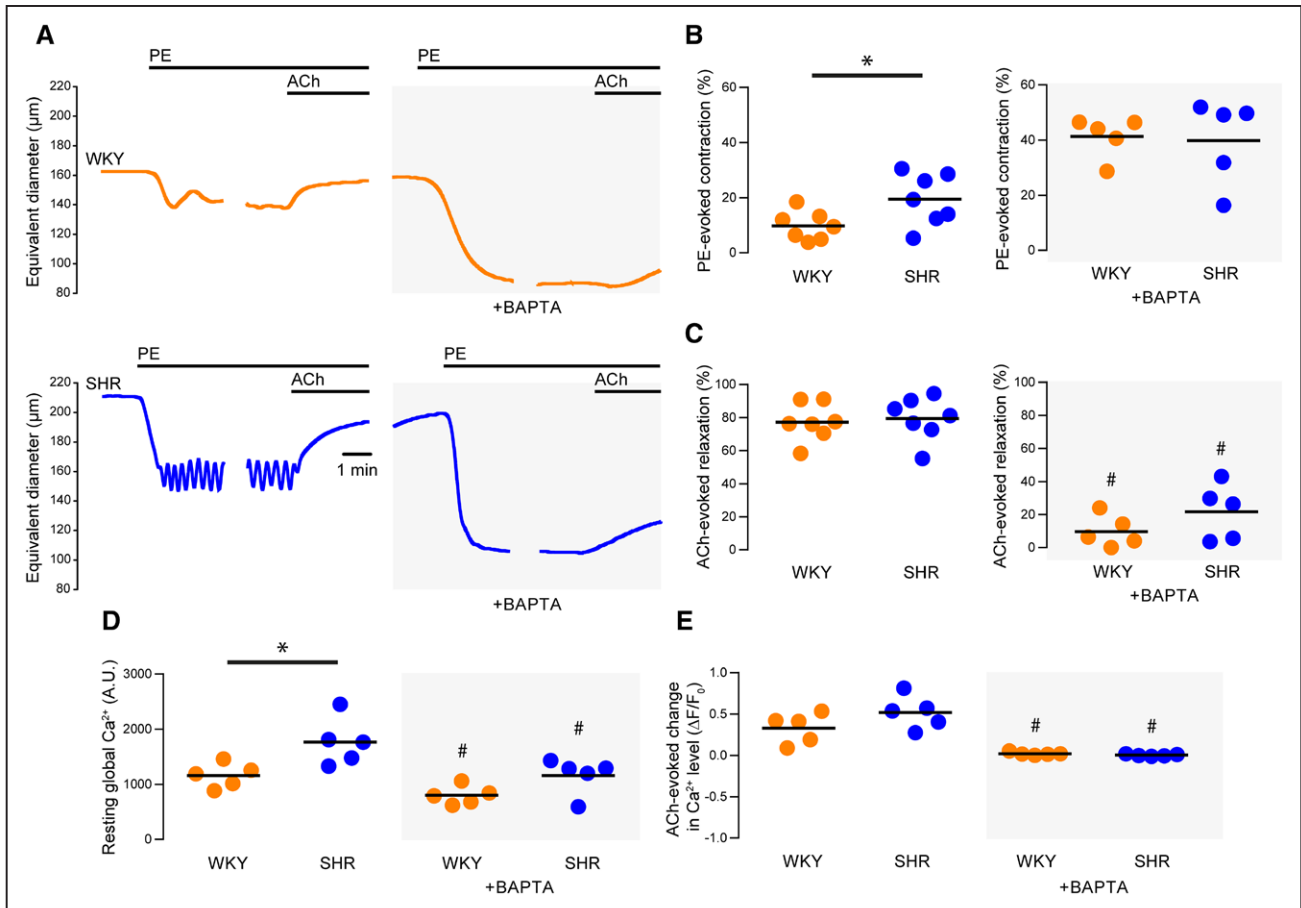 A
PE
ACh
220
200
180
160
140
120
100
80
Equivalent diameter (µm)
WKY
PE
ACh
+BAPTA
PE
ACh
220
200
180
160
140
120
100
80
Equivalent diameter (µm)
SHR
1 min
PE
ACh
+BAPTA
B
*
60
40
20
0
PE-evoked contraction (%)
WKY
SHR
60
40
20
0
PE-evoked contraction (%)
WKY
SHR
+BAPTA
C
100
80
60
40
20
0
ACh-evoked relaxation (%)
WKY
SHR
100
80
60
40
20
0
ACh-evoked relaxation (%)
#
#
WKY
SHR
+BAPTA
D
*
3000
2000
1000
0
Resting global Ca²⁺ (A.U.)
WKY
SHR
#
#
WKY
SHR
+BAPTA
E
1.0
0.5
0.0
-0.5
-1.0
ACh-evoked change
in Ca²⁺ level (ΔF/F₀)
WKY
SHR
#
#
WKY
SHR
+BAPTA